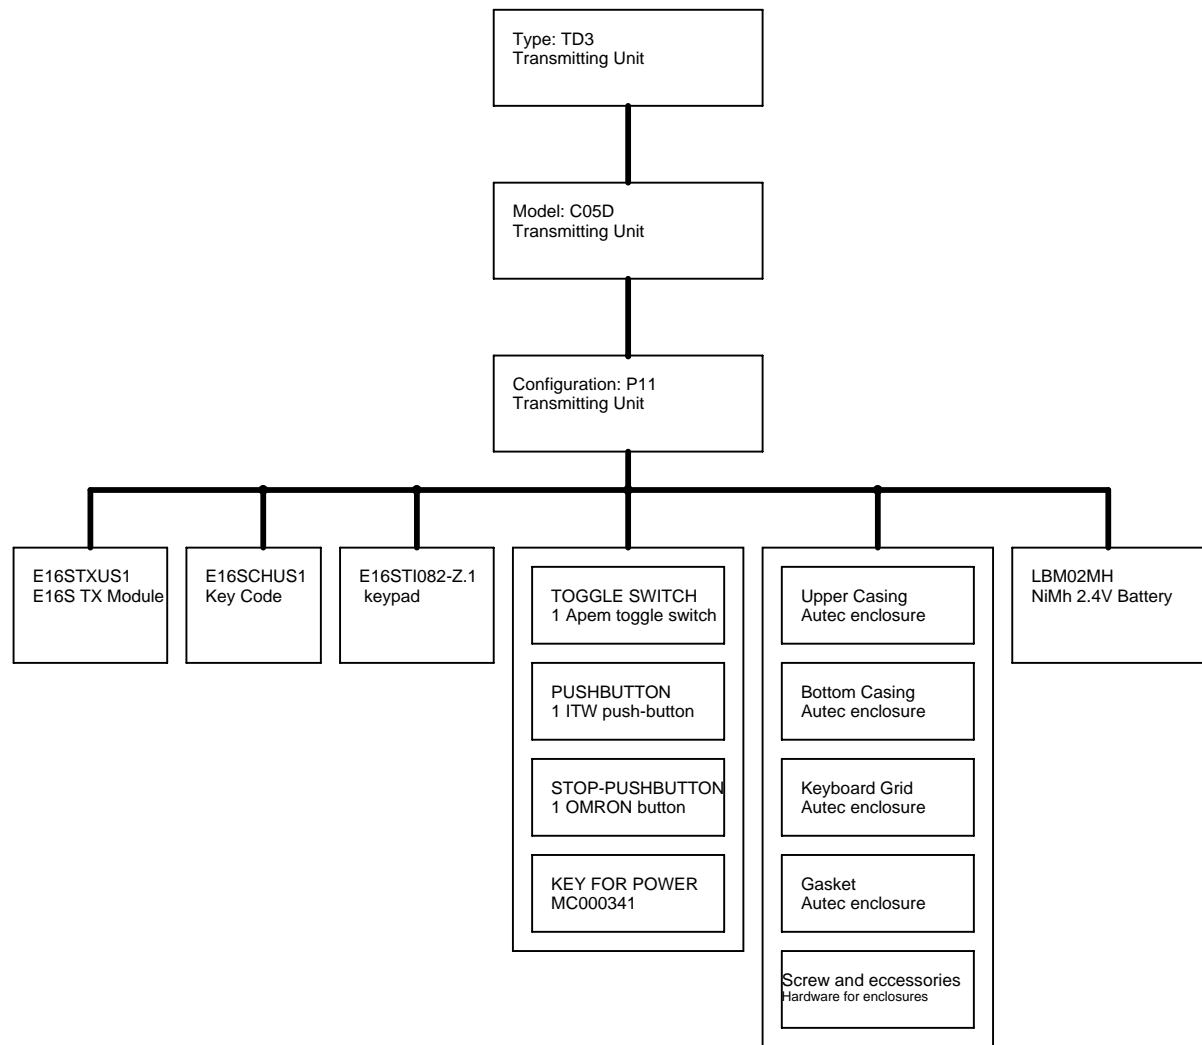 Type: TD3
Transmitting Unit
Model: C05D
Transmitting Unit
Configuration: P11
Transmitting Unit
E16STXUS1
E16S TX Module
E16SCHUS1
Key Code
E16STI082-Z.1
keypad
TOGGLE SWITCH
1 Apem toggle switch
PUSHBUTTON
1 ITW push-button
STOP-PUSHBUTTON
1 OMRON button
KEY FOR POWER
MC000341
Upper Casing
Autec enclosure
Bottom Casing
Autec enclosure
Keyboard Grid
Autec enclosure
Gasket
Autec enclosure
Screw and eccessories
Hardware for enclosures
LBM02MH
NiMh 2.4V Battery